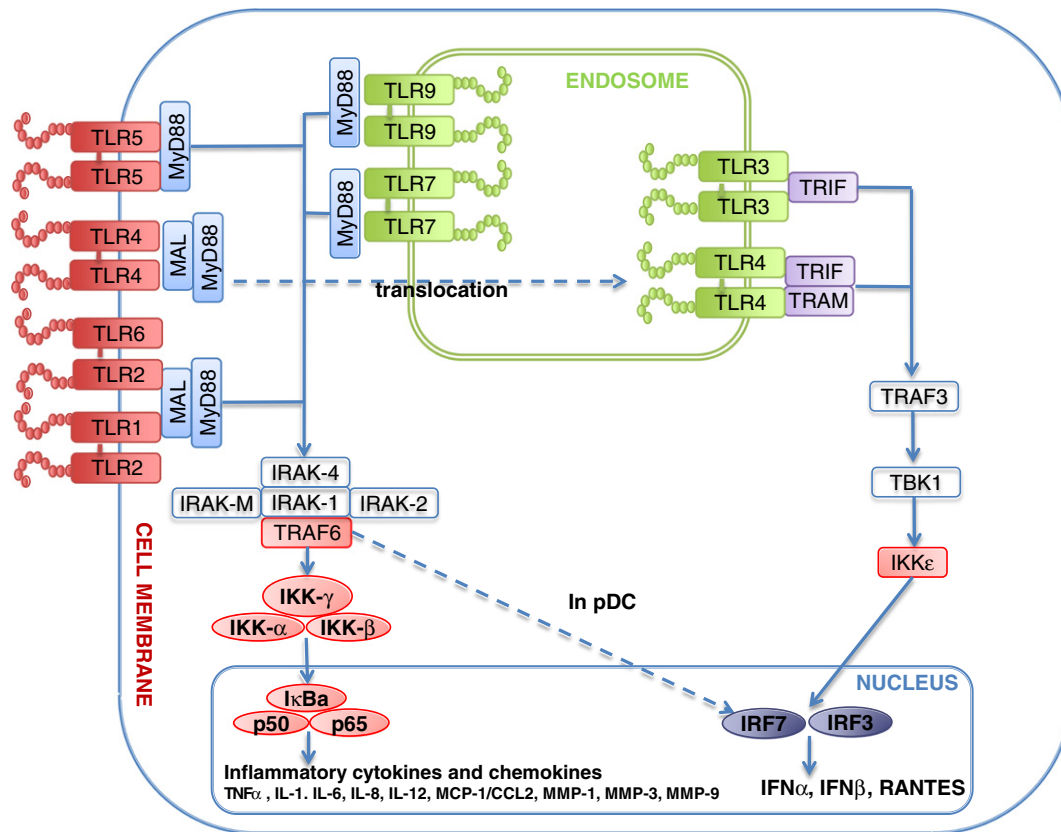 ENDOSOME
TLR9
TLR9
MyD88
TLR7
TLR7
MyD88
TLR5
TLR5
MyD88
TLR4
TLR4
MAL
MyD88
translocation
TLR3
TLR3
TRIF
TLR4
TLR4
TRIF
TRAM
TLR6
TLR2
TLR1
TLR2
MAL
MyD88
TRAF3
TBK1
IKKε
IRAK-4
IRAK-M
IRAK-1
IRAK-2
TRAF6
CELL MEMBRANE
In pDC
IKK-γ
IKK-α
IKK-β
NUCLEUS
IκBa
p50
p65
IRF7
IRF3
Inflammatory cytokines and chemokines
TNFα , IL-1. IL-6, IL-8, IL-12, MCP-1/CCL2, MMP-1, MMP-3, MMP-9
IFNα, IFNβ, RANTES